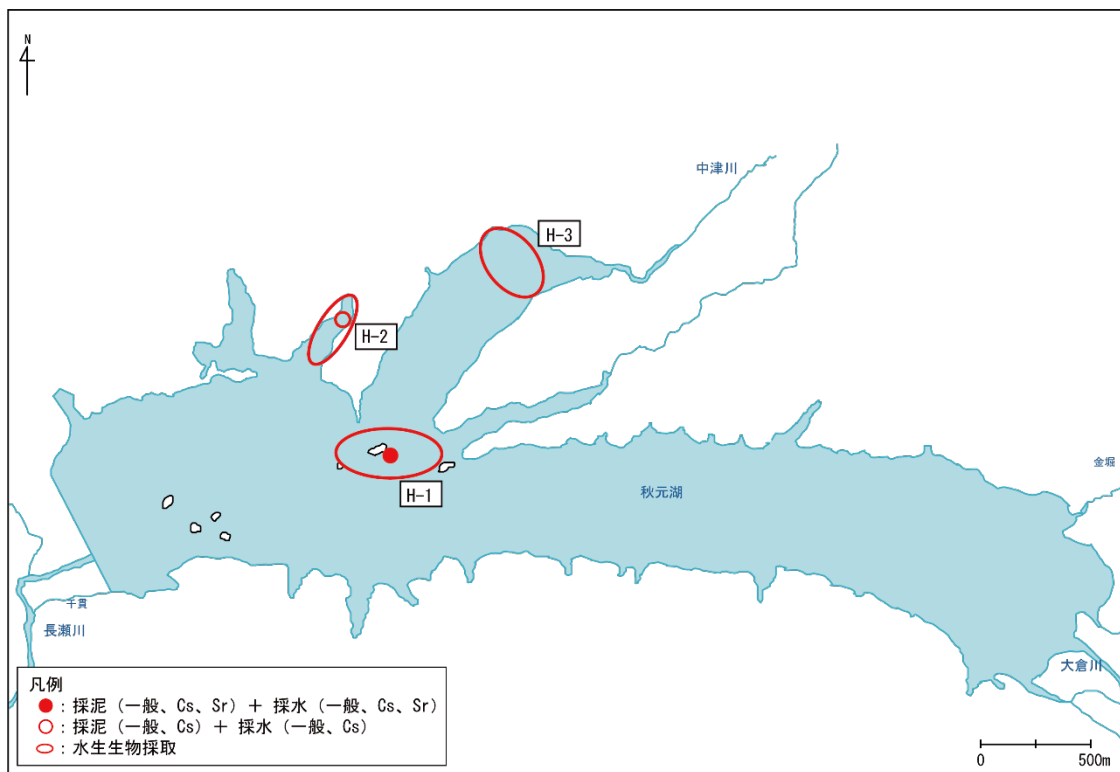 N
中津川
H-3
H-2
金堀
H-1
秋元湖
千貫
長瀬川
大倉川
凡例
：採泥（一般、Cs、Sr）＋ 採水（一般、Cs、Sr）
：採泥（一般、Cs）＋ 採水（一般、Cs）
：水生生物採取
0 500m